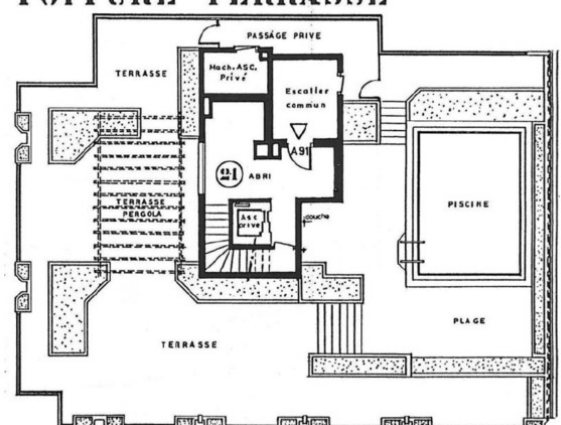 TOITURE - TERRASSE
PASSAGE PRIVE
TERRASSE
Mach. ASC.
Privé
Escalier
commun
A91
21
ABRI
TERRASSE
PERGOLA
PISCINE
Asc
privé
douche
PLAGE
TERRASSE